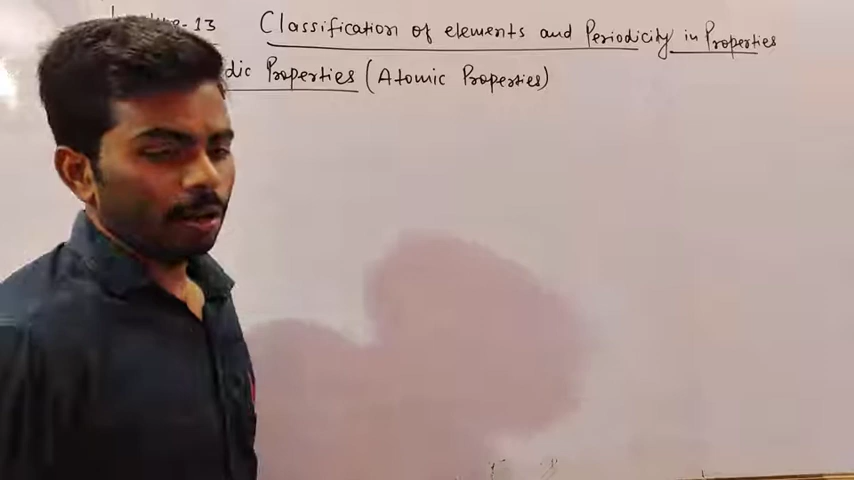 -13 Classification of elements and Periodicity in Properties
dic Properties (Atomic Properties)